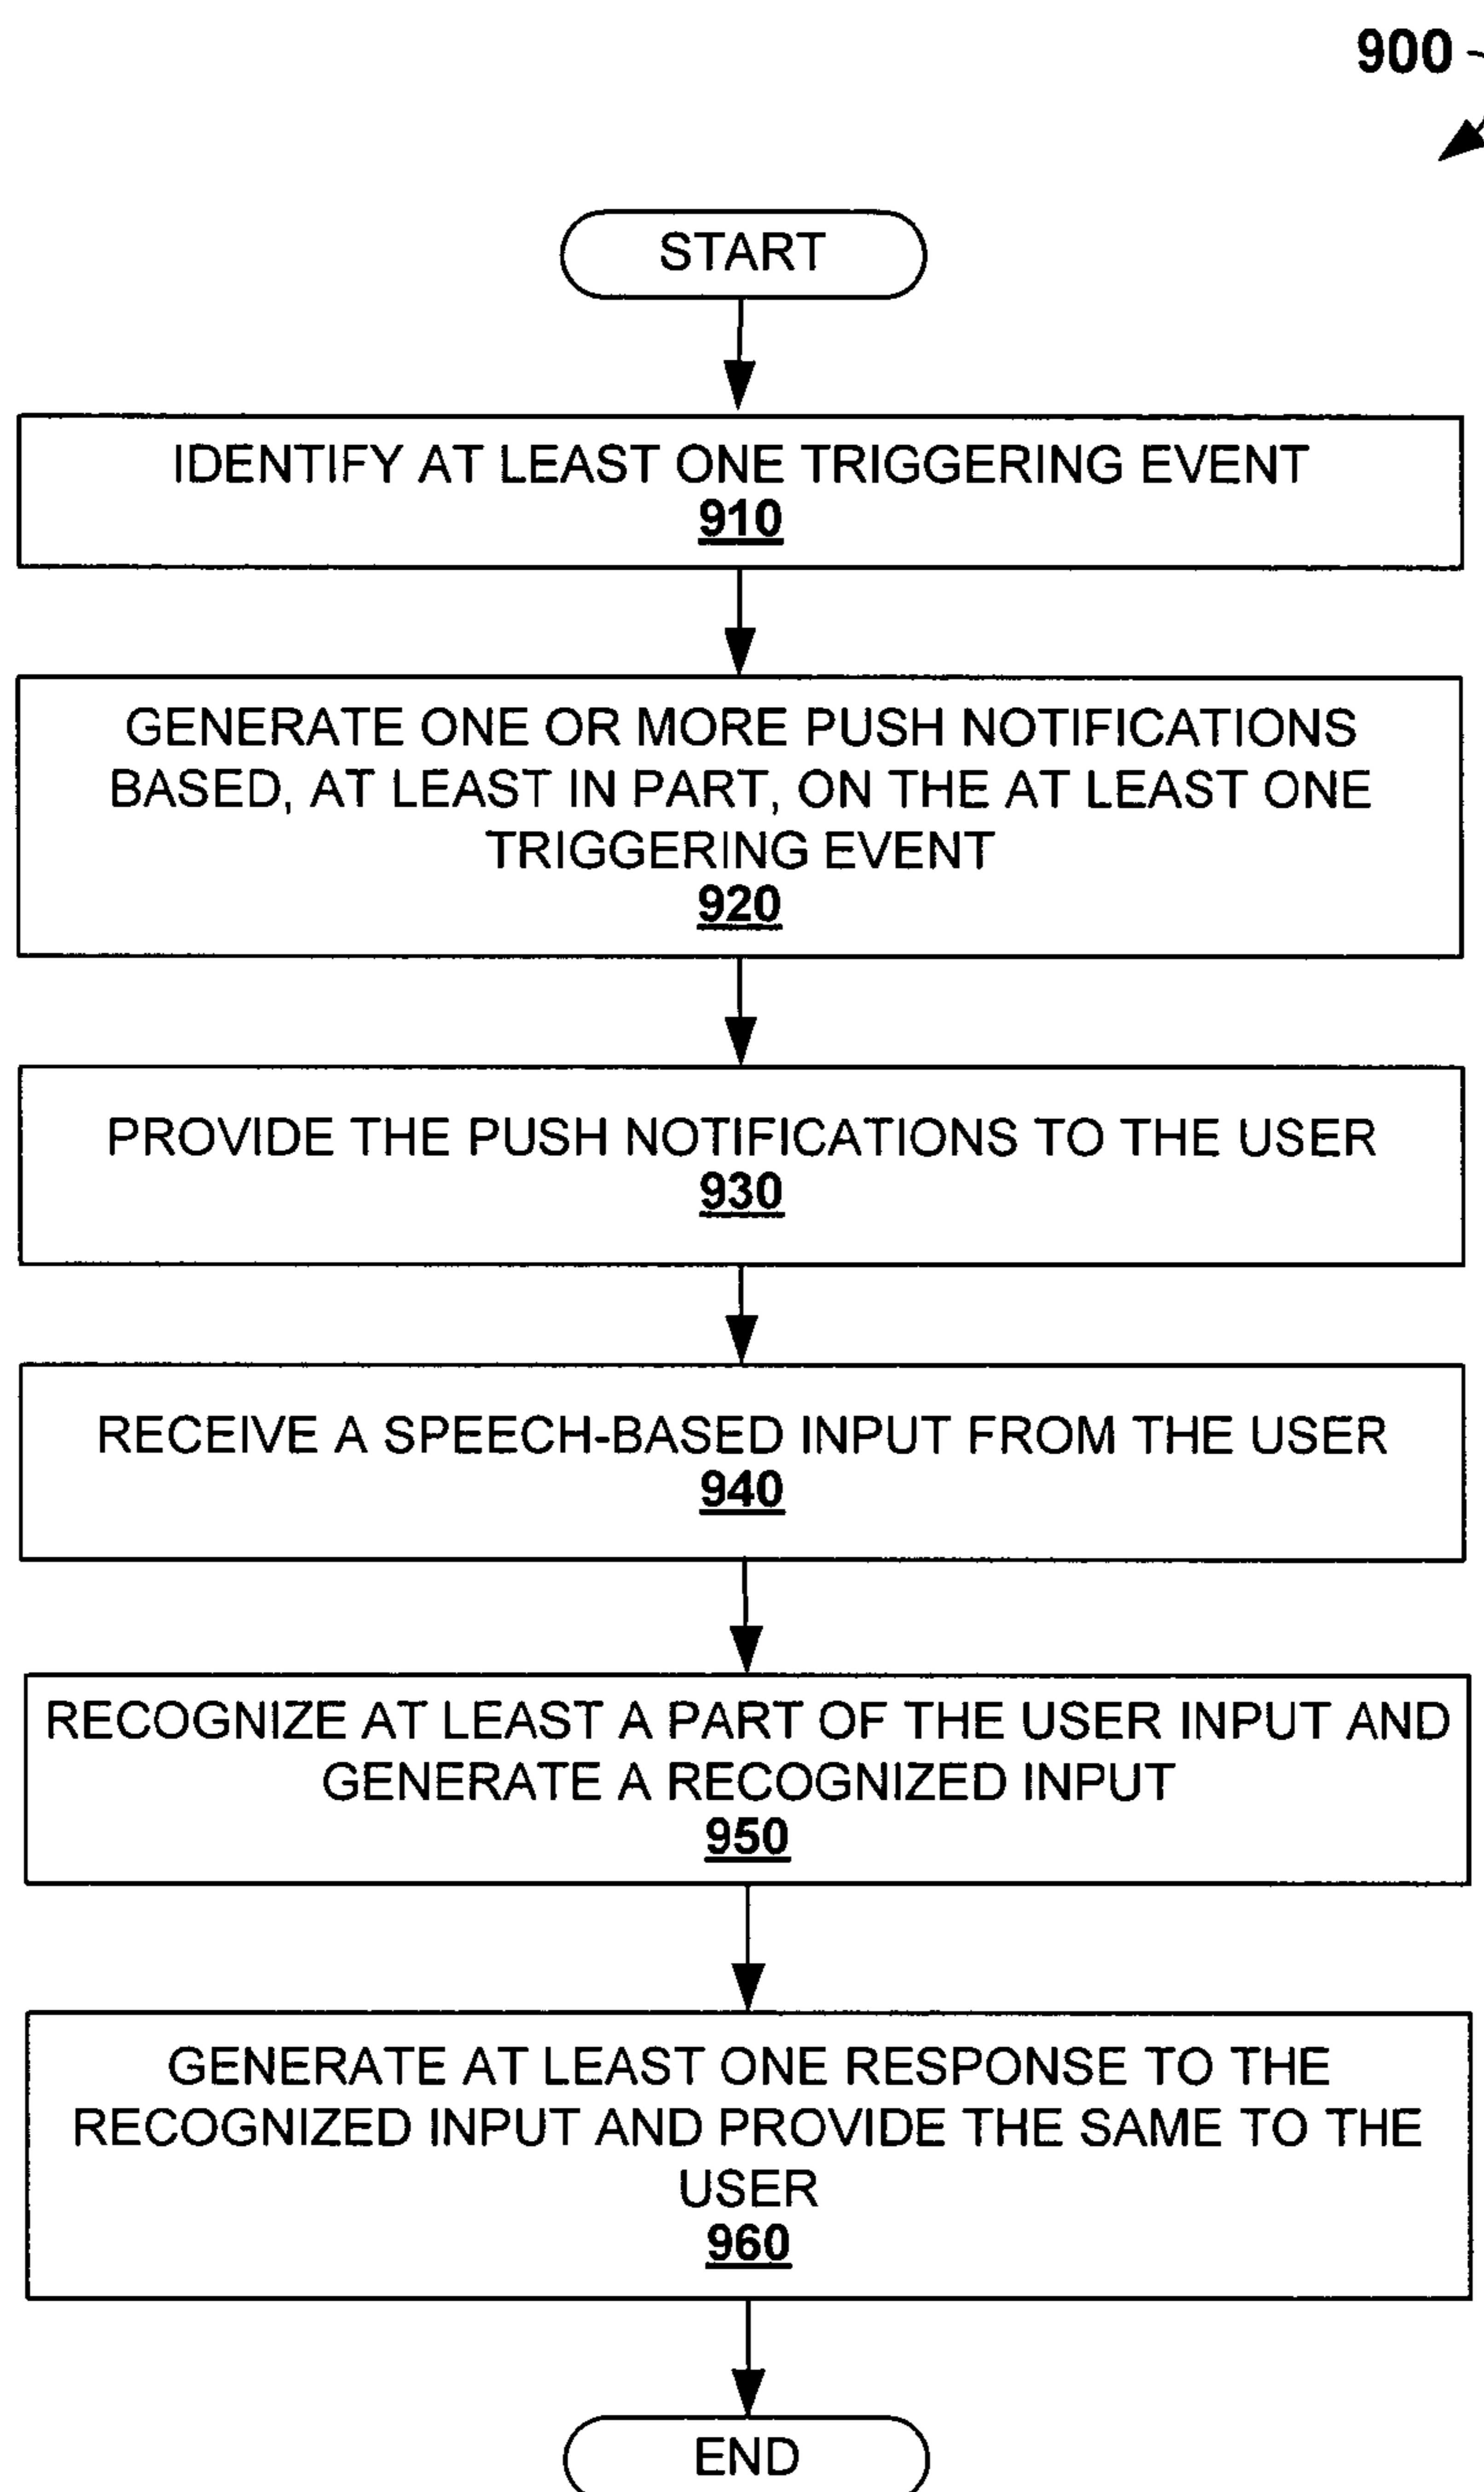 900
START
IDENTIFY AT LEAST ONE TRIGGERING EVENT
910
GENERATE ONE OR MORE PUSH NOTIFICATIONS
BASED, AT LEAST IN PART, ON THE AT LEAST ONE
TRIGGERING EVENT
920
PROVIDE THE PUSH NOTIFICATIONS TO THE USER
930
RECEIVE A SPEECH-BASED INPUT FROM THE USER
940
RECOGNIZE AT LEAST A PART OF THE USER INPUT AND
GENERATE A RECOGNIZED INPUT
950
GENERATE AT LEAST ONE RESPONSE TO THE
RECOGNIZED INPUT AND PROVIDE THE SAME TO THE
USER
960
END